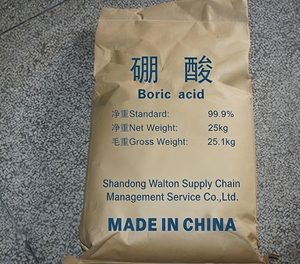 硼 酸
Boric acid
净重Standard: 99.9%
净重Net Weight: 25kg
毛重Gross Weight: 25.1kg
Shandong Walton Supply Chain
Management Service Co.,Ltd.
MADE IN CHINA